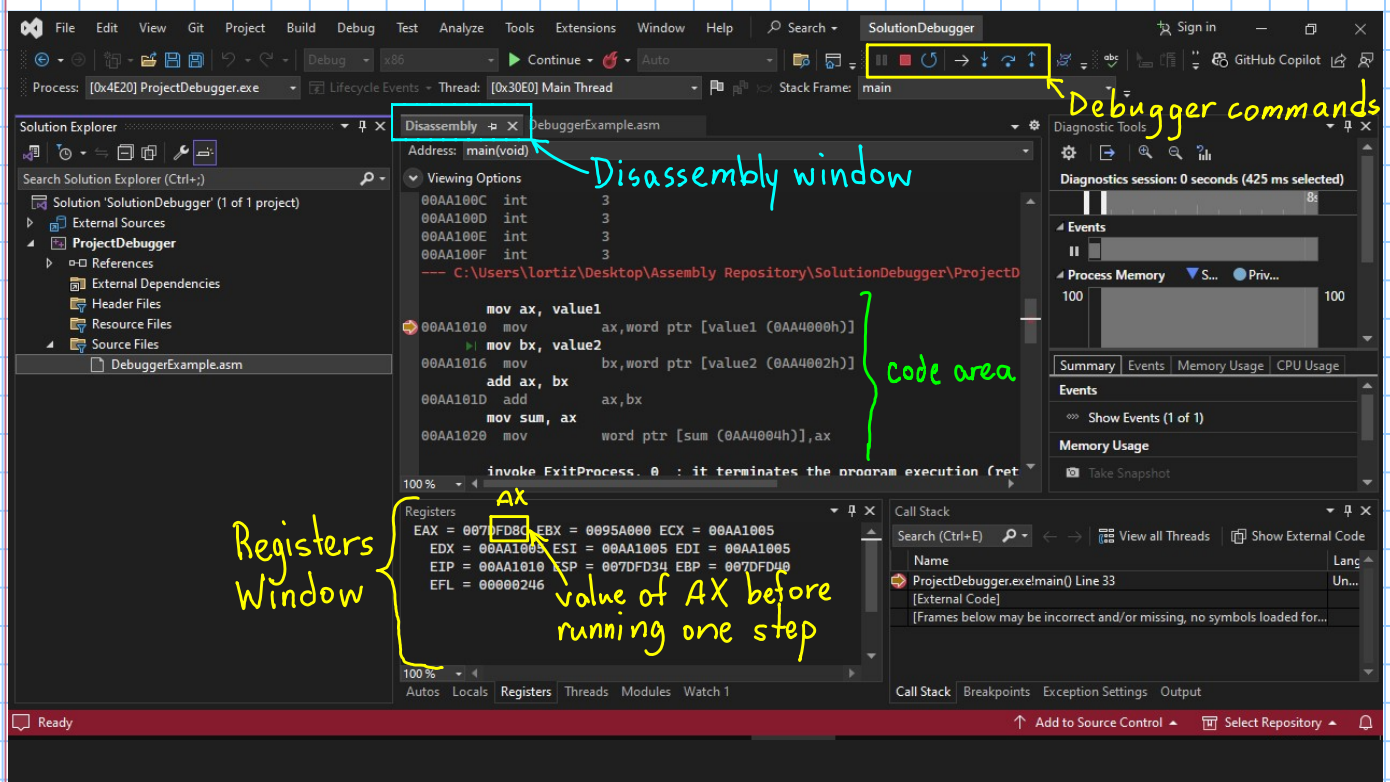 File Edit View Git Project Build Debug Test Analyze Tools Extensions Window Help Search SolutionDebugger Sign in
Debug x86 Continue Auto GitHub Copilot
Process: [0x4E20] ProjectDebugger.exe Lifecycle Events Thread: [0x30E0] Main Thread Stack Frame: main
Debugger commands
Solution Explorer
Search Solution Explorer (Ctrl+;)
Solution 'SolutionDebugger' (1 of 1 project)
External Sources
ProjectDebugger
References
External Dependencies
Header Files
Resource Files
Source Files
DebuggerExample.asm
Disassembly DebuggerExample.asm
Address: main(void)
Disassembly window
Viewing Options
00AA100C int 3
00AA100D int 3
00AA100E int 3
00AA100F int 3
--- C:\Users\lortiz\Desktop\Assembly Repository\SolutionDebugger\ProjectD
mov ax, value1
00AA1010 mov ax,word ptr [value1 (0AA4000h)]
mov bx, value2
00AA1016 mov bx,word ptr [value2 (0AA4002h)]
add ax, bx
00AA101D add ax,bx
mov sum, ax
00AA1020 mov word ptr [sum (0AA4004h)],ax
invoke ExitProcess, 0 ; it terminates the program execution (ret
code area
100 %
Diagnostic Tools
Diagnostics session: 0 seconds (425 ms selected)
8s
Events
Process Memory S... Priv...
100 100
Summary Events Memory Usage CPU Usage
Events
Show Events (1 of 1)
Memory Usage
Take Snapshot
Registers Window
AX
Registers
EAX = 007DFD8C EBX = 0095A000 ECX = 00AA1005
EDX = 00AA1005 ESI = 00AA1005 EDI = 00AA1005
EIP = 00AA1010 ESP = 007DFD34 EBP = 007DFD40
EFL = 00000246
value of AX before
running one step
100 %
Autos Locals Registers Threads Modules Watch 1
Call Stack
Search (Ctrl+E) View all Threads Show External Code
Name Lang
ProjectDebugger.exe!main() Line 33 Un...
[External Code]
[Frames below may be incorrect and/or missing, no symbols loaded for...
Call Stack Breakpoints Exception Settings Output
Ready Add to Source Control Select Repository